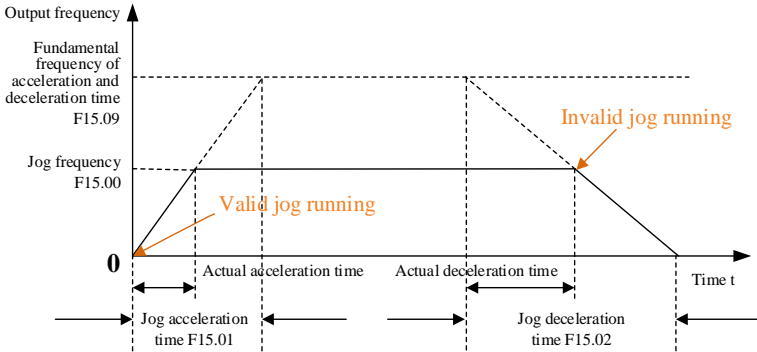 Output frequency
Fundamental
frequency of
acceleration and
deceleration time
F15.09
Invalid jog running
Jog frequency
F15.00
Valid jog running
0
Actual acceleration time
Actual deceleration time
Time t
Jog acceleration
time F15.01
Jog deceleration
time F15.02